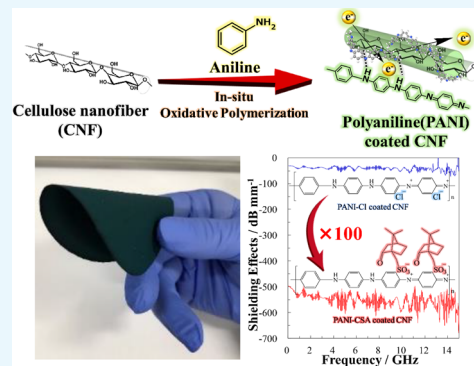 NH₂
Aniline
In-situ
Oxidative Polymerization
Cellulose nanofiber
(CNF)
e⁻
e⁻
e⁻
Polyaniline(PANI)
coated CNF
Shielding Effects / dB mm⁻¹
0
-100
-200
-300
-400
-500
-600
PANI-Cl coated CNF
Cl
Cl
×100
SO₃
SO₃
PANI-CSA coated CNF
0
2
4
6
8
10
12
14
Frequency / GHz